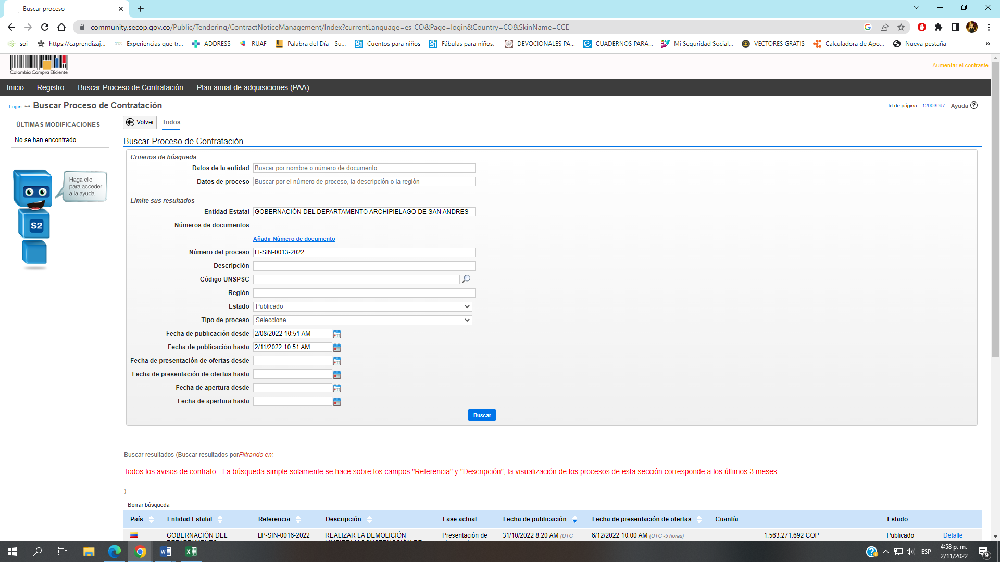 Buscar proceso
community.secop.gov.co/Public/Tendering/ContractNoticeManagement/Index?currentLanguage=es-CO&Page=login&Country=CO&SkinName=CCE
soi https://caprendizaj... Experiencias que tr... ADDRESS RUAF Palabra del Día - Su... Cuentos para niños Fábulas para niños. DEVOCIONALES PA... CUADERNOS PARA... Mi Seguridad Social... VECTORES GRATIS Calculadora de Apo... Nueva pestaña »
Colombia Compra Eficiente
Aumentar el contraste
Inicio Registro Buscar Proceso de Contratación Plan anual de adquisiciones (PAA)
Login → Buscar Proceso de Contratación
Id de página:: 12003967 Ayuda ?
ÚLTIMAS MODIFICACIONES
No se han encontrado
Haga clic
para acceder
a la ayuda
S2
Volver Todos
Buscar Proceso de Contratación
Criterios de búsqueda
Datos de la entidad Buscar por nombre o número de documento
Datos de proceso Buscar por el número de proceso, la descripción o la región
Limite sus resultados
Entidad Estatal GOBERNACIÓN DEL DEPARTAMENTO ARCHIPIELAGO DE SAN ANDRES
Números de documentos
Añadir Número de documento
Número del proceso LI-SIN-0013-2022
Descripción
Código UNSPSC
Región
Estado Publicado
Tipo de proceso Seleccione
Fecha de publicación desde 2/08/2022 10:51 AM
Fecha de publicación hasta 2/11/2022 10:51 AM
Fecha de presentación de ofertas desde
Fecha de presentación de ofertas hasta
Fecha de apertura desde
Fecha de apertura hasta
Buscar
Buscar resultados (Buscar resultados porFiltrando en:
Todos los avisos de contrato - La búsqueda simple solamente se hace sobre los campos "Referencia" y "Descripción", la visualización de los procesos de esta sección corresponde a los últimos 3 meses
)
Borrar búsqueda
País Entidad Estatal Referencia Descripción Fase actual Fecha de publicación Fecha de presentación de ofertas Cuantía Estado
GOBERNACIÓN DEL LP-SIN-0016-2022 REALIZAR LA DEMOLICIÓN Presentación de 31/10/2022 8:20 AM (UTC 6/12/2022 10:00 AM (UTC -5 horas) 1.563.271.692 COP Publicado Detalle
ESP
4:58 p. m.
2/11/2022
9